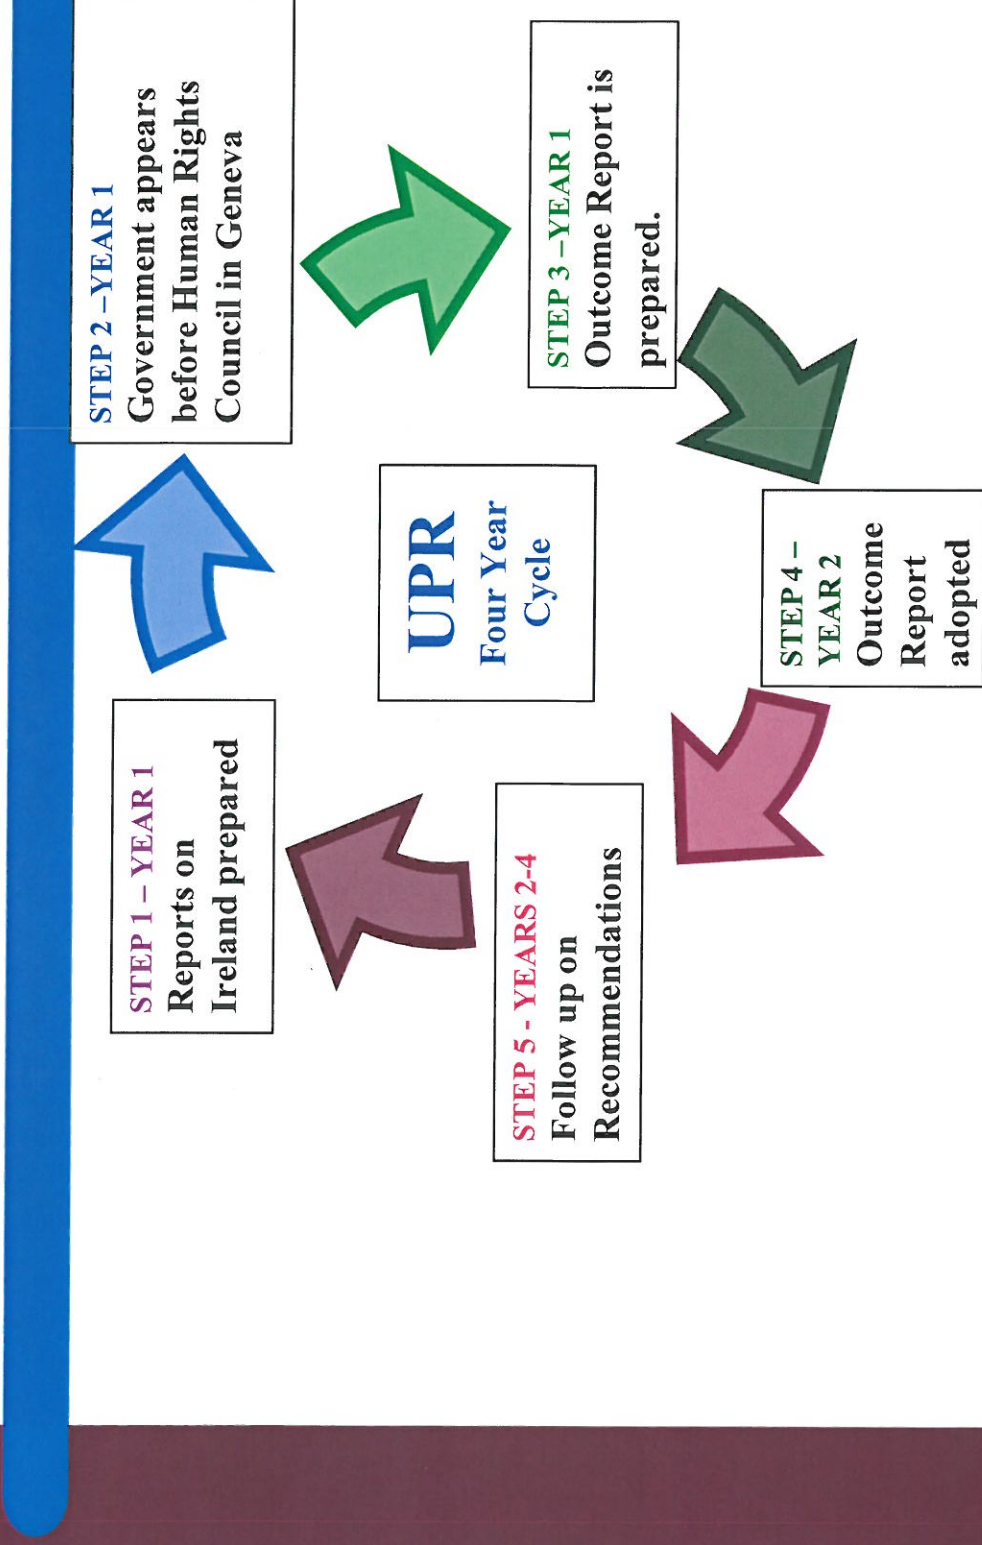 STEP 1 – YEAR 1
Reports on
Ireland prepared
STEP 2 –YEAR 1
Government appears
before Human Rights
Council in Geneva
STEP 3 –YEAR 1
Outcome Report is
prepared.
STEP 4 –
YEAR 2
Outcome
Report
adopted
STEP 5 - YEARS 2-4
Follow up on
Recommendations
UPR
Four Year
Cycle